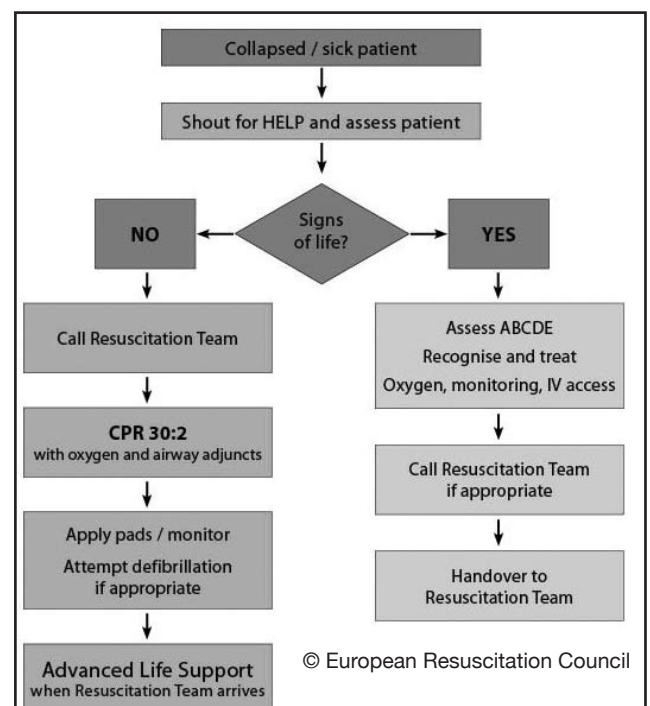 Collapsed / sick patient
Shout for HELP and assess patient
Signs
of life?
NO
YES
Call Resuscitation Team
CPR 30:2
with oxygen and airway adjuncts
Apply pads / monitor
Attempt defibrillation
if appropriate
Advanced Life Support
when Resuscitation Team arrives
Assess ABCDE
Recognise and treat
Oxygen, monitoring, IV access
Call Resuscitation Team
if appropriate
Handover to
Resuscitation Team
© European Resuscitation Council